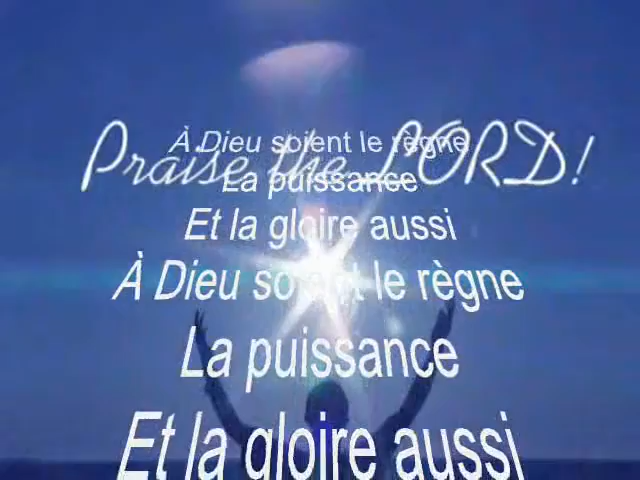 Praise the LORD!
À Dieu soient le règne
La puissance
Et la gloire aussi
À Dieu soient le règne
La puissance
Et la gloire aussi